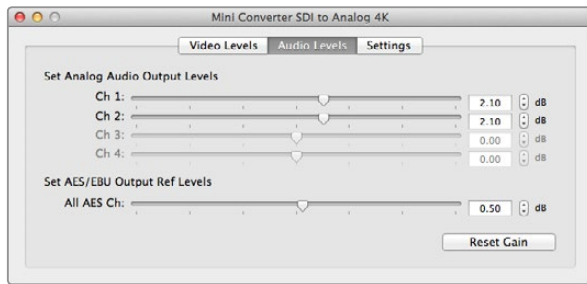 Mini Converter SDI to Analog 4K
Video Levels Audio Levels Settings
Set Analog Audio Output Levels
Ch 1: 2.10 dB
Ch 2: 2.10 dB
Ch 3: 0.00 dB
Ch 4: 0.00 dB
Set AES/EBU Output Ref Levels
All AES Ch: 0.50 dB
Reset Gain